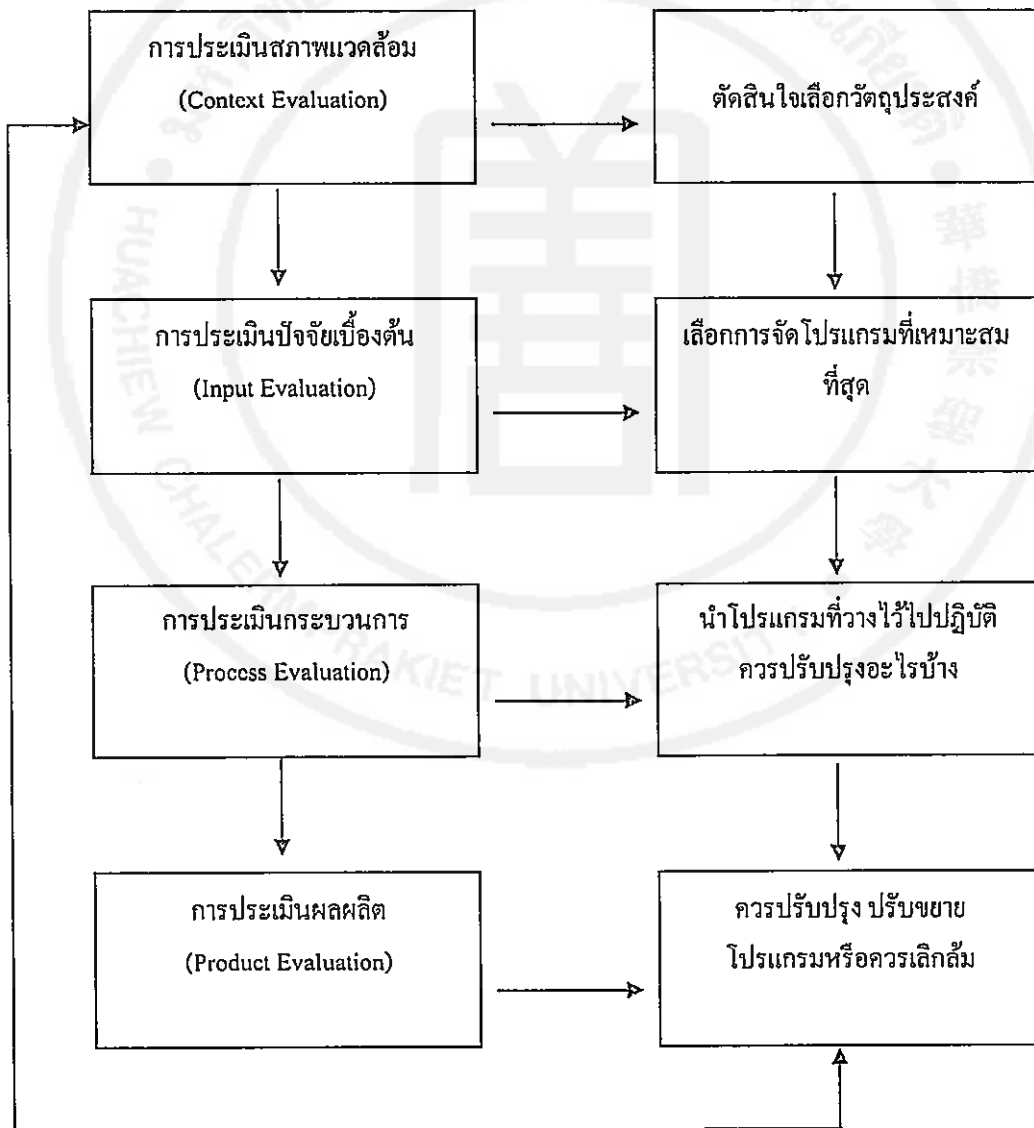 การประเมินสภาพแวดล้อม
(Context Evaluation)
ตัดสินใจเลือกวัตถุประสงค์
การประเมินปัจจัยเบื้องต้น
(Input Evaluation)
เลือกการจัดโปรแกรมที่เหมาะสม
ที่สุด
การประเมินกระบวนการ
(Process Evaluation)
นำโปรแกรมที่วางไว้ไปปฏิบัติ
ควรปรับปรุงอะไรบ้าง
การประเมินผลผลิต
(Product Evaluation)
ควรปรับปรุง ปรับขยาย
โปรแกรมหรือควรเลิกล้ม
HUACHIEW CHALERMPRAKIET UNIVERSITY
華僑崇聖大學